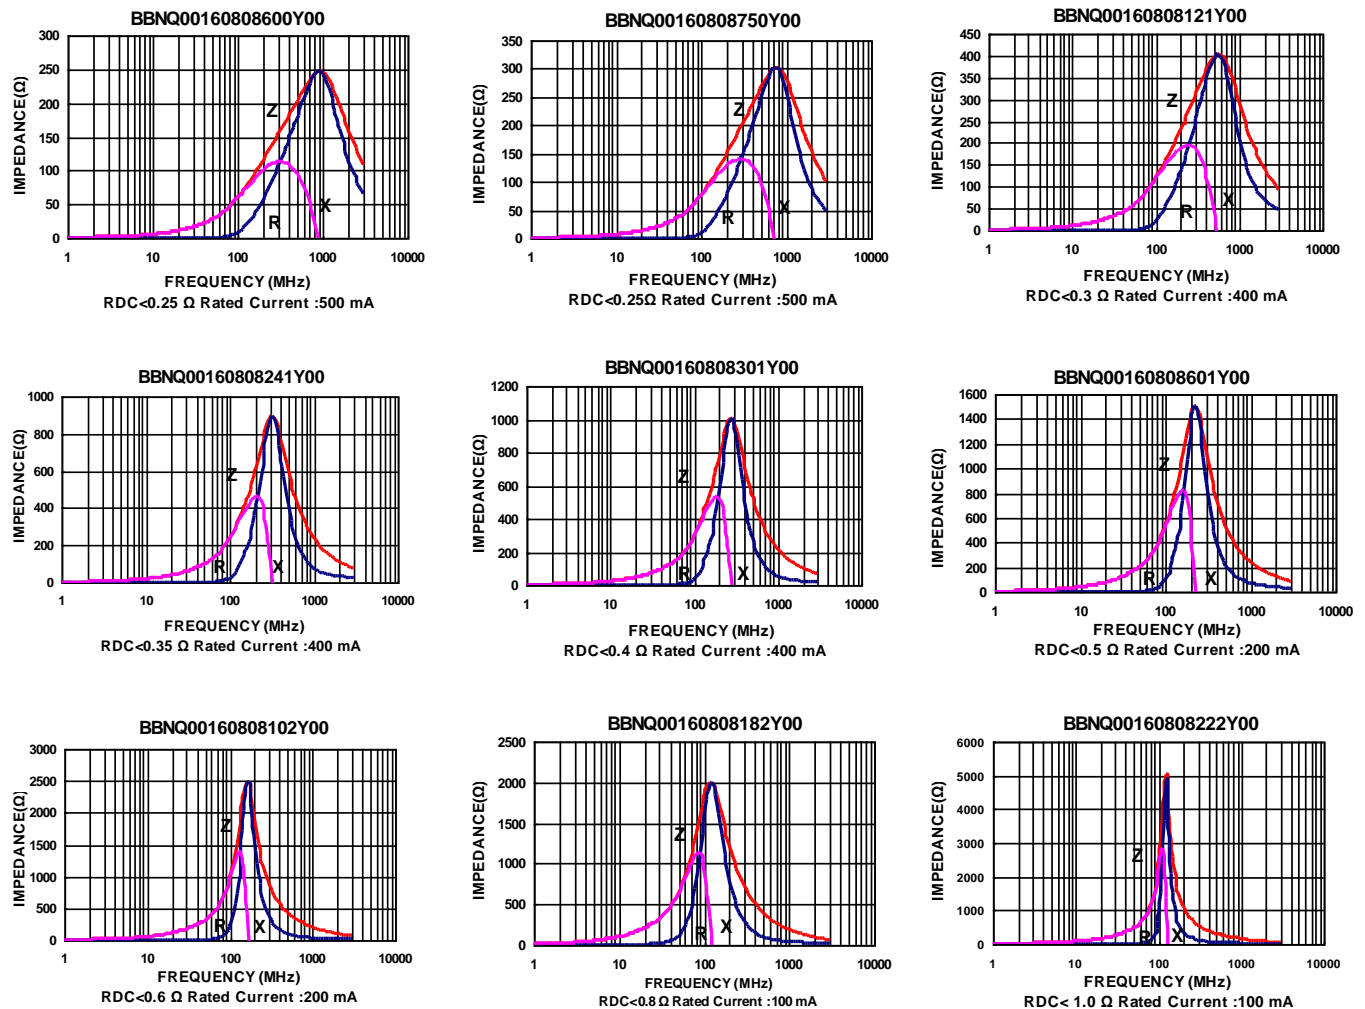 BBNQ00160808600Y00
IMPEDANCE(Ω)
300
250
200
150
100
50
0
Z
R
X
1 10 100 1000 10000
FREQUENCY (MHz)
RDC<0.25 Ω Rated Current :500 mA
BBNQ00160808750Y00
IMPEDANCE(Ω)
350
300
250
200
150
100
50
0
Z
R
X
1 10 100 1000 10000
FREQUENCY (MHz)
RDC<0.25Ω Rated Current :500 mA
BBNQ00160808121Y00
IMPEDANCE(Ω)
450
400
350
300
250
200
150
100
50
0
Z
R
X
1 10 100 1000 10000
FREQUENCY (MHz)
RDC<0.3 Ω Rated Current :400 mA
BBNQ00160808241Y00
IMPEDANCE(Ω)
1000
800
600
400
200
0
Z
R
X
1 10 100 1000 10000
FREQUENCY (MHz)
RDC<0.35 Ω Rated Current :400 mA
BBNQ00160808301Y00
IMPEDANCE(Ω)
1200
1000
800
600
400
200
0
Z
R
X
1 10 100 1000 10000
FREQUENCY (MHz)
RDC<0.4 Ω Rated Current :400 mA
BBNQ00160808601Y00
IMPEDANCE(Ω)
1600
1400
1200
1000
800
600
400
200
0
Z
R
X
1 10 100 1000 10000
FREQUENCY (MHz)
RDC<0.5 Ω Rated Current :200 mA
BBNQ00160808102Y00
IMPEDANCE(Ω)
3000
2500
2000
1500
1000
500
0
Z
R
X
1 10 100 1000 10000
FREQUENCY (MHz)
RDC<0.6 Ω Rated Current :200 mA
BBNQ00160808182Y00
IMPEDANCE(Ω)
2500
2000
1500
1000
500
0
Z
R
X
1 10 100 1000 10000
FREQUENCY (MHz)
RDC<0.8 Ω Rated Current :100 mA
BBNQ00160808222Y00
IMPEDANCE(Ω)
6000
5000
4000
3000
2000
1000
0
Z
R
X
1 10 100 1000 10000
FREQUENCY (MHz)
RDC< 1.0 Ω Rated Current :100 mA